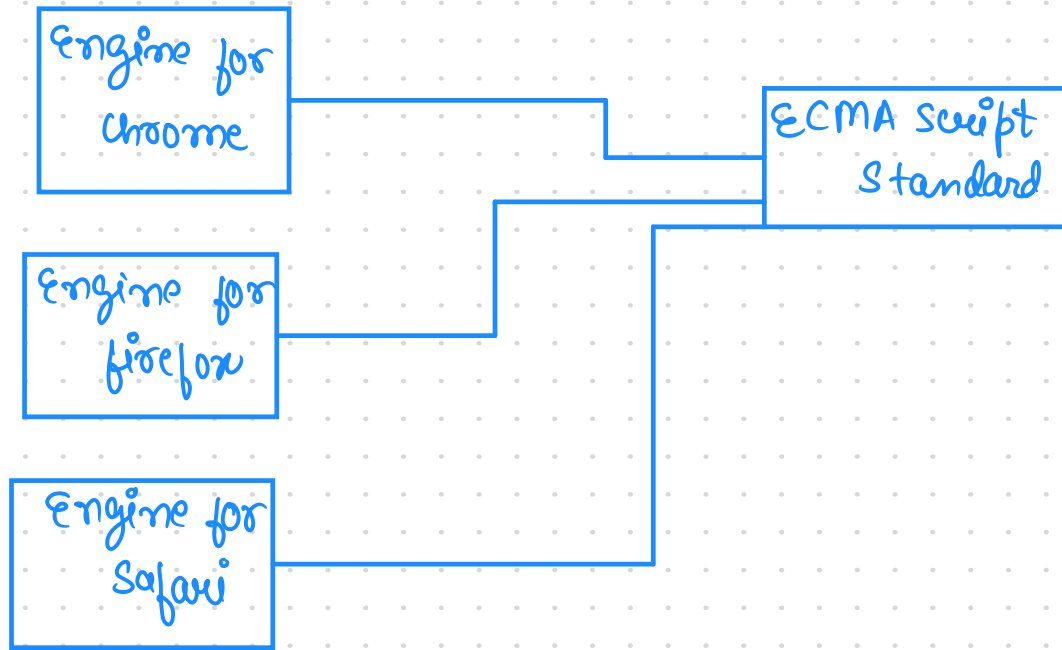 Engine for
Chrome
ECMA Script
Standard
Engine for
firefox
Engine for
Safari